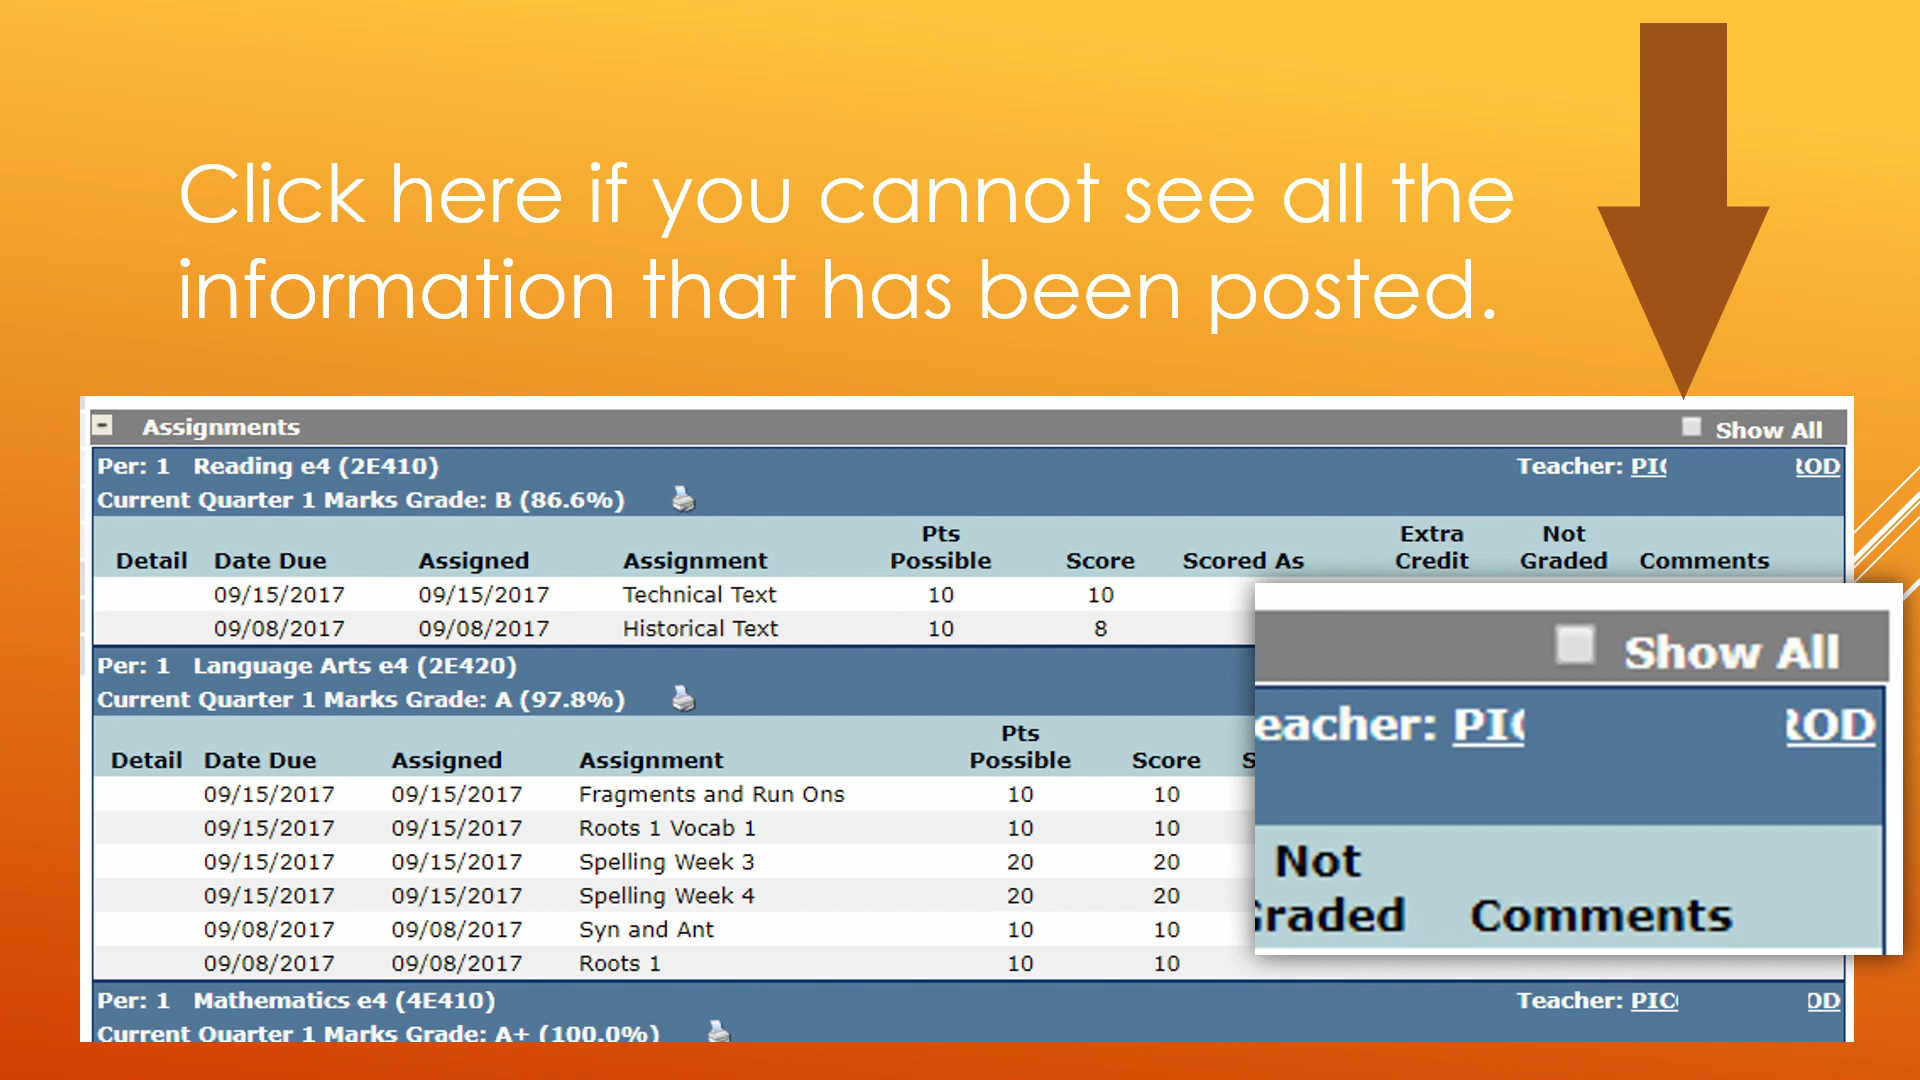 Click here if you cannot see all the
information that has been posted.
- Assignments Show All
Per: 1 Reading e4 (2E410) Teacher:
Current Quarter 1 Marks Grade: B (86.6%)
Pts Extra Not
Detail Date Due Assigned Assignment Possible Score Scored As Credit Graded Comments
09/15/2017 09/15/2017 Technical Text 10 10
09/08/2017 09/08/2017 Historical Text 10 8
Per: 1 Language Arts e4 (2E420)
Current Quarter 1 Marks Grade: A (97.8%)
Pts
Detail Date Due Assigned Assignment Possible Score
09/15/2017 09/15/2017 Fragments and Run Ons 10 10
09/15/2017 09/15/2017 Roots 1 Vocab 1 10 10
09/15/2017 09/15/2017 Spelling Week 3 20 20
09/15/2017 09/15/2017 Spelling Week 4 20 20
09/08/2017 09/08/2017 Syn and Ant 10 10
09/08/2017 09/08/2017 Roots 1 10 10
Per: 1 Mathematics e4 (4E410) Teacher:
Current Quarter 1 Marks Grade: A+ (100.0%)
Show All
eacher:
Not
raded Comments